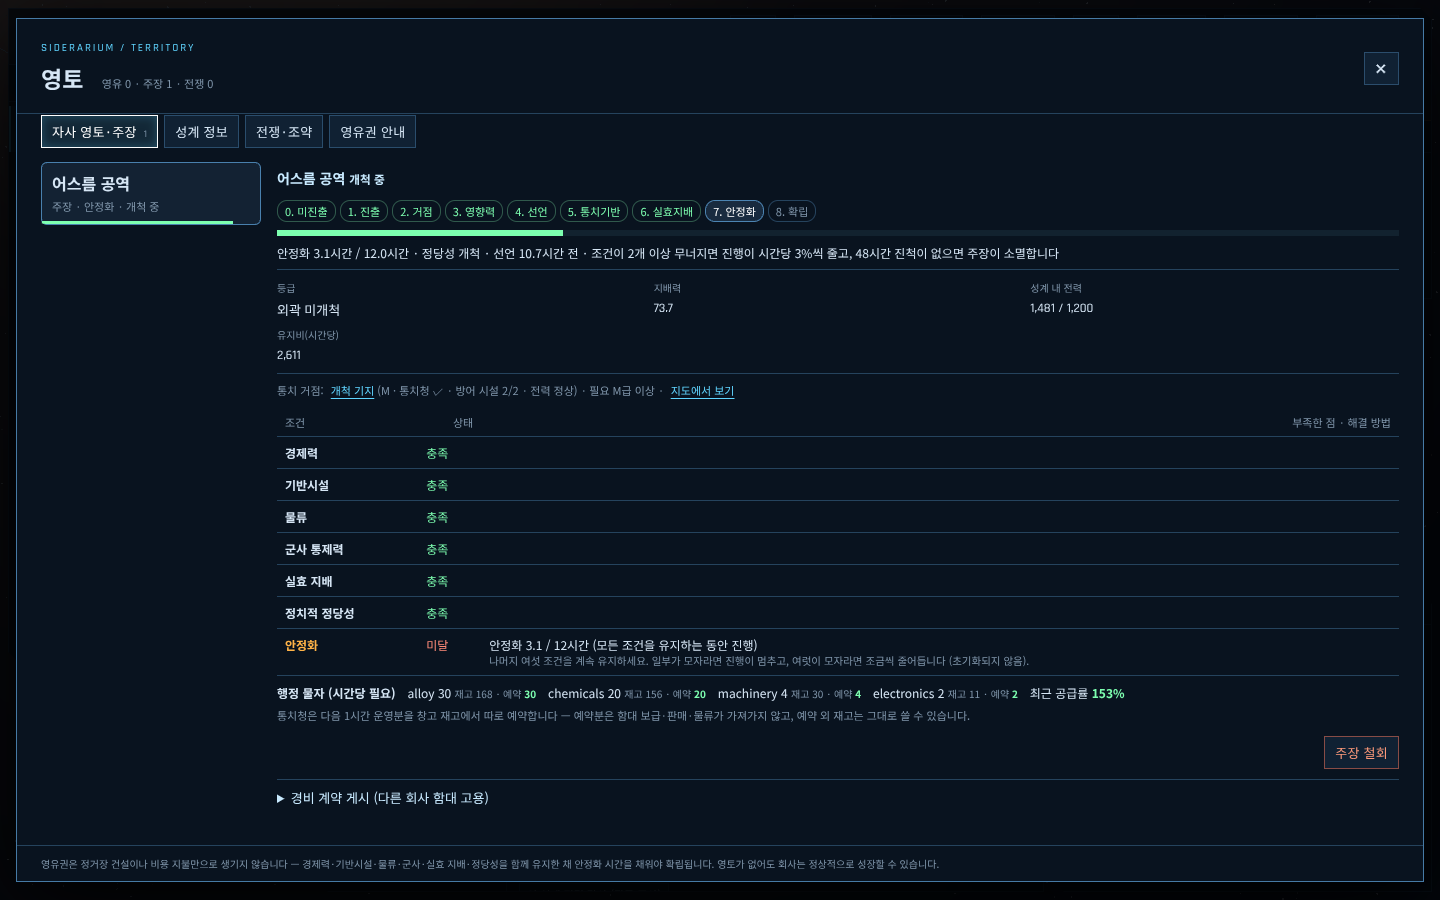 SIDERARIUM / TERRITORY
영토 영유 0 · 주장 1 · 전쟁 0
×
자사 영토·주장 1 성계 정보 전쟁·조약 영유권 안내
어스름 공역
주장 · 안정화 · 개척 중
어스름 공역 개척 중
0. 미진출 1. 진출 2. 거점 3. 영향력 4. 선언 5. 통치기반 6. 실효지배 7. 안정화 8. 확립
안정화 3.1시간 / 12.0시간 · 정당성 개척 · 선언 10.7시간 전 · 조건이 2개 이상 무너지면 진행이 시간당 3%씩 줄고, 48시간 진척이 없으면 주장이 소멸합니다
등급 지배력 성계 내 전력
외곽 미개척 73.7 1,481 / 1,200
유지비(시간당)
2,611
통치 거점: 개척 기지 (M · 통치청 ✓ · 방어 시설 2/2 · 전력 정상) · 필요 M급 이상 · 지도에서 보기
조건 상태 부족한 점 · 해결 방법
경제력 충족
기반시설 충족
물류 충족
군사 통제력 충족
실효 지배 충족
정치적 정당성 충족
안정화 미달 안정화 3.1 / 12시간 (모든 조건을 유지하는 동안 진행)
나머지 여섯 조건을 계속 유지하세요. 일부가 모자라면 진행이 멈추고, 여럿이 모자라면 조금씩 줄어듭니다 (초기화되지 않음).
행정 물자 (시간당 필요) alloy 30 재고 168 · 예약 30 chemicals 20 재고 156 · 예약 20 machinery 4 재고 30 · 예약 4 electronics 2 재고 11 · 예약 2 최근 공급률 153%
통치청은 다음 1시간 운영분을 창고 재고에서 따로 예약합니다 — 예약분은 함대 보급·판매·물류가 가져가지 않고, 예약 외 재고는 그대로 쓸 수 있습니다.
주장 철회
▶ 경비 계약 게시 (다른 회사 함대 고용)
영유권은 정거장 건설이나 비용 지불만으로 생기지 않습니다 — 경제력·기반시설·물류·군사·실효 지배·정당성을 함께 유지한 채 안정화 시간을 채워야 확립됩니다. 영토가 없어도 회사는 정상적으로 성장할 수 있습니다.